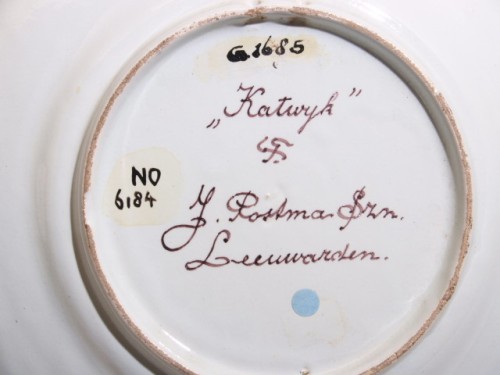 G.1685
„Katwyk”
NO
6184
J. Postma Szn.
Leeuwarden.